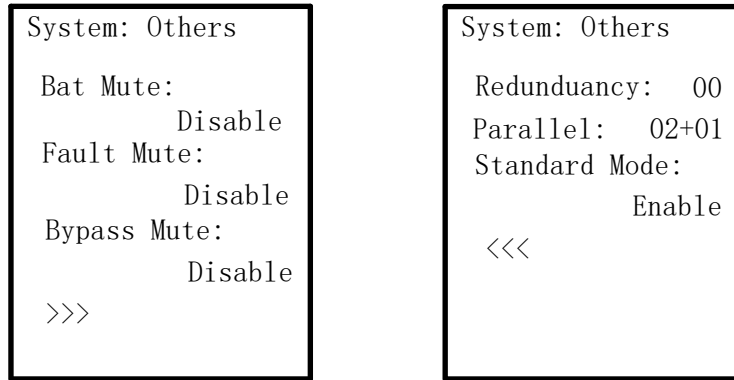 System: Others
Bat Mute:
Disable
Fault Mute:
Disable
Bypass Mute:
Disable
>>>
System: Others
Redunduancy: 00
Parallel: 02+01
Standard Mode:
Enable
<<<